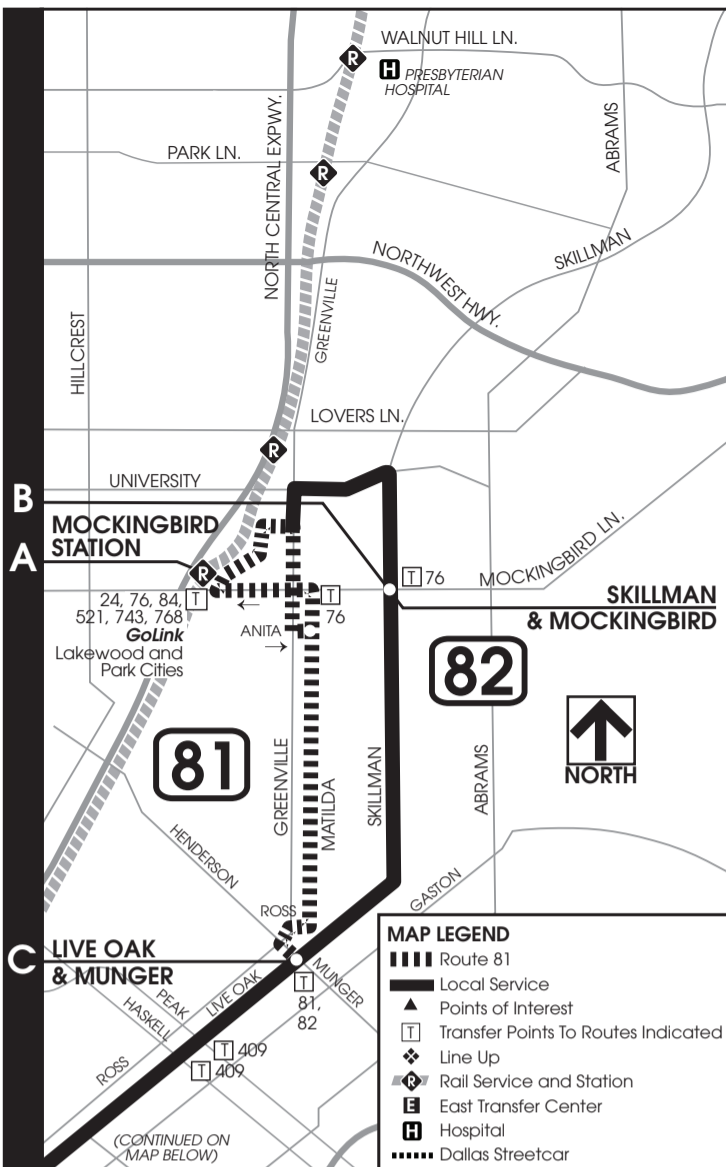 WALNUT HILL LN.
R
H PRESBYTERIAN
HOSPITAL
NORTH CENTRAL EXPWY.
ABRAMS
PARK LN.
R
SKILLMAN
NORTHWEST HWY.
GREENVILLE
HILLCREST
LOVERS LN.
R
UNIVERSITY
B
MOCKINGBIRD
STATION
A
R
MOCKINGBIRD LN.
T 76
24, 76, 84, T
521, 743, 768
GoLink
Lakewood and
Park Cities
←
T
76
ANITA
→
SKILLMAN
& MOCKINGBIRD
82
81
NORTH
GREENVILLE
MATILDA
SKILLMAN
ABRAMS
HENDERSON
GASTON
ROSS
C
LIVE OAK
& MUNGER
MUNGER
T
81,
82
PEAK
LIVE OAK
HASKELL
ROSS
T 409
T 409
(CONTINUED ON
MAP BELOW)
MAP LEGEND
Route 81
Local Service
Points of Interest
T Transfer Points To Routes Indicated
Line Up
R Rail Service and Station
E East Transfer Center
H Hospital
Dallas Streetcar